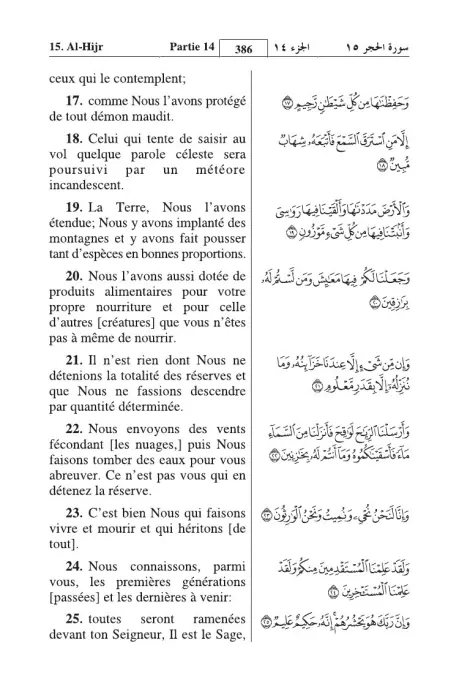 15. Al-Hijr Partie 14 386 الجزء ١٤ سورة الحجر ١٥
ceux qui le contemplent;
17. comme Nous l'avons protégé
de tout démon maudit.
18. Celui qui tente de saisir au
vol quelque parole céleste sera
poursuivi par un météore
incandescent.
19. La Terre, Nous l'avons
étendue; Nous y avons implanté des
montagnes et y avons fait pousser
tant d'espèces en bonnes proportions.
20. Nous l'avons aussi dotée de
produits alimentaires pour votre
propre nourriture et pour celle
d'autres [créatures] que vous n'êtes
pas à même de nourrir.
21. Il n'est rien dont Nous ne
détenions la totalité des réserves et
que Nous ne fassions descendre
par quantité déterminée.
22. Nous envoyons des vents
fécondant [les nuages,] puis Nous
faisons tomber des eaux pour vous
abreuver. Ce n'est pas vous qui en
détenez la réserve.
23. C'est bien Nous qui faisons
vivre et mourir et qui héritons [de
tout].
24. Nous connaissons, parmi
vous, les premières générations
[passées] et les dernières à venir:
25. toutes seront ramenées
devant ton Seigneur, Il est le Sage,
وَحَفِظْنَـٰهَا مِن كُلِّ شَيْطَـٰنٍ رَّجِيمٍ ﴿١٧﴾
إِلَّا مَنِ ٱسْتَرَقَ ٱلسَّمْعَ فَأَتْبَعَهُۥ شِهَابٌ
مُّبِينٌ ﴿١٨﴾
وَٱلْأَرْضَ مَدَدْنَـٰهَا وَأَلْقَيْنَا فِيهَا رَوَٰسِىَ
وَأَنۢبَتْنَا فِيهَا مِن كُلِّ شَىْءٍ مَّوْزُونٍ ﴿١٩﴾
وَجَعَلْنَا لَكُمْ فِيهَا مَعَـٰيِشَ وَمَن لَّسْتُمْ لَهُۥ
بِرَٰزِقِينَ ﴿٢٠﴾
وَإِن مِّن شَىْءٍ إِلَّا عِندَنَا خَزَآئِنُهُۥ وَمَا
نُنَزِّلُهُۥٓ إِلَّا بِقَدَرٍ مَّعْلُومٍ ﴿٢١﴾
وَأَرْسَلْنَا ٱلرِّيَـٰحَ لَوَٰقِحَ فَأَنزَلْنَا مِنَ ٱلسَّمَآءِ
مَآءً فَأَسْقَيْنَـٰكُمُوهُ وَمَآ أَنتُمْ لَهُۥ بِخَـٰزِنِينَ ﴿٢٢﴾
وَإِنَّا لَنَحْنُ نُحْىِۦ وَنُمِيتُ وَنَحْنُ ٱلْوَٰرِثُونَ ﴿٢٣﴾
وَلَقَدْ عَلِمْنَا ٱلْمُسْتَقْدِمِينَ مِنكُمْ وَلَقَدْ
عَلِمْنَا ٱلْمُسْتَـْٔخِرِينَ ﴿٢٤﴾
وَإِنَّ رَبَّكَ هُوَ يَحْشُرُهُمْ ۚ إِنَّهُۥ حَكِيمٌ عَلِيمٌ ﴿٢٥﴾